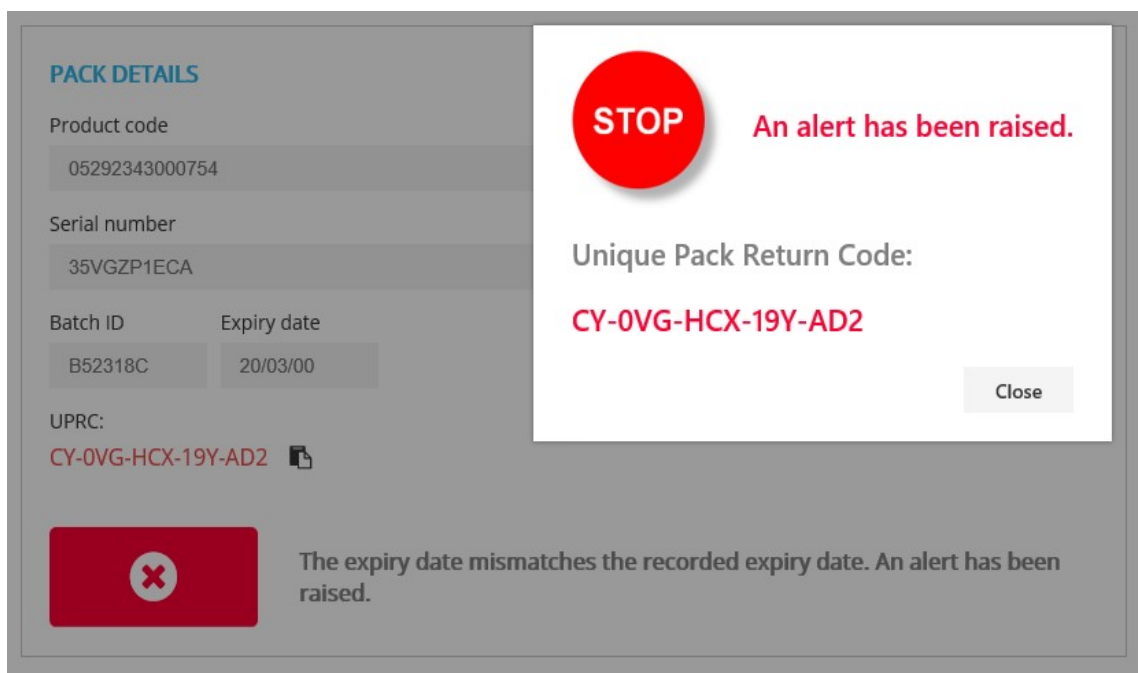 PACK DETAILS
Product code
05292343000754
Serial number
35VGZP1ECA
Batch ID
Expiry date
B52318C
20/03/00
UPRC:
CY-0VG-HCX-19Y-AD2
The expiry date mismatches the recorded expiry date. An alert has been
raised.
STOP
An alert has been raised.
Unique Pack Return Code:
CY-0VG-HCX-19Y-AD2
Close